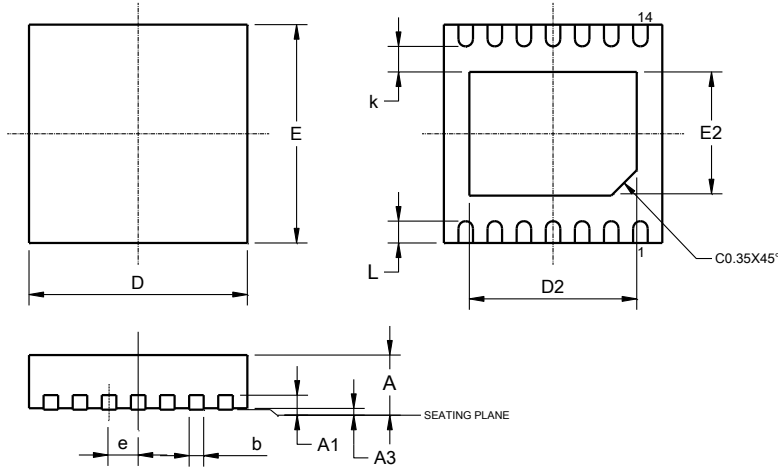 14
k
E
E2
C0.35X45°
1
L
D
D2
A
SEATING PLANE
e
b
A1
A3